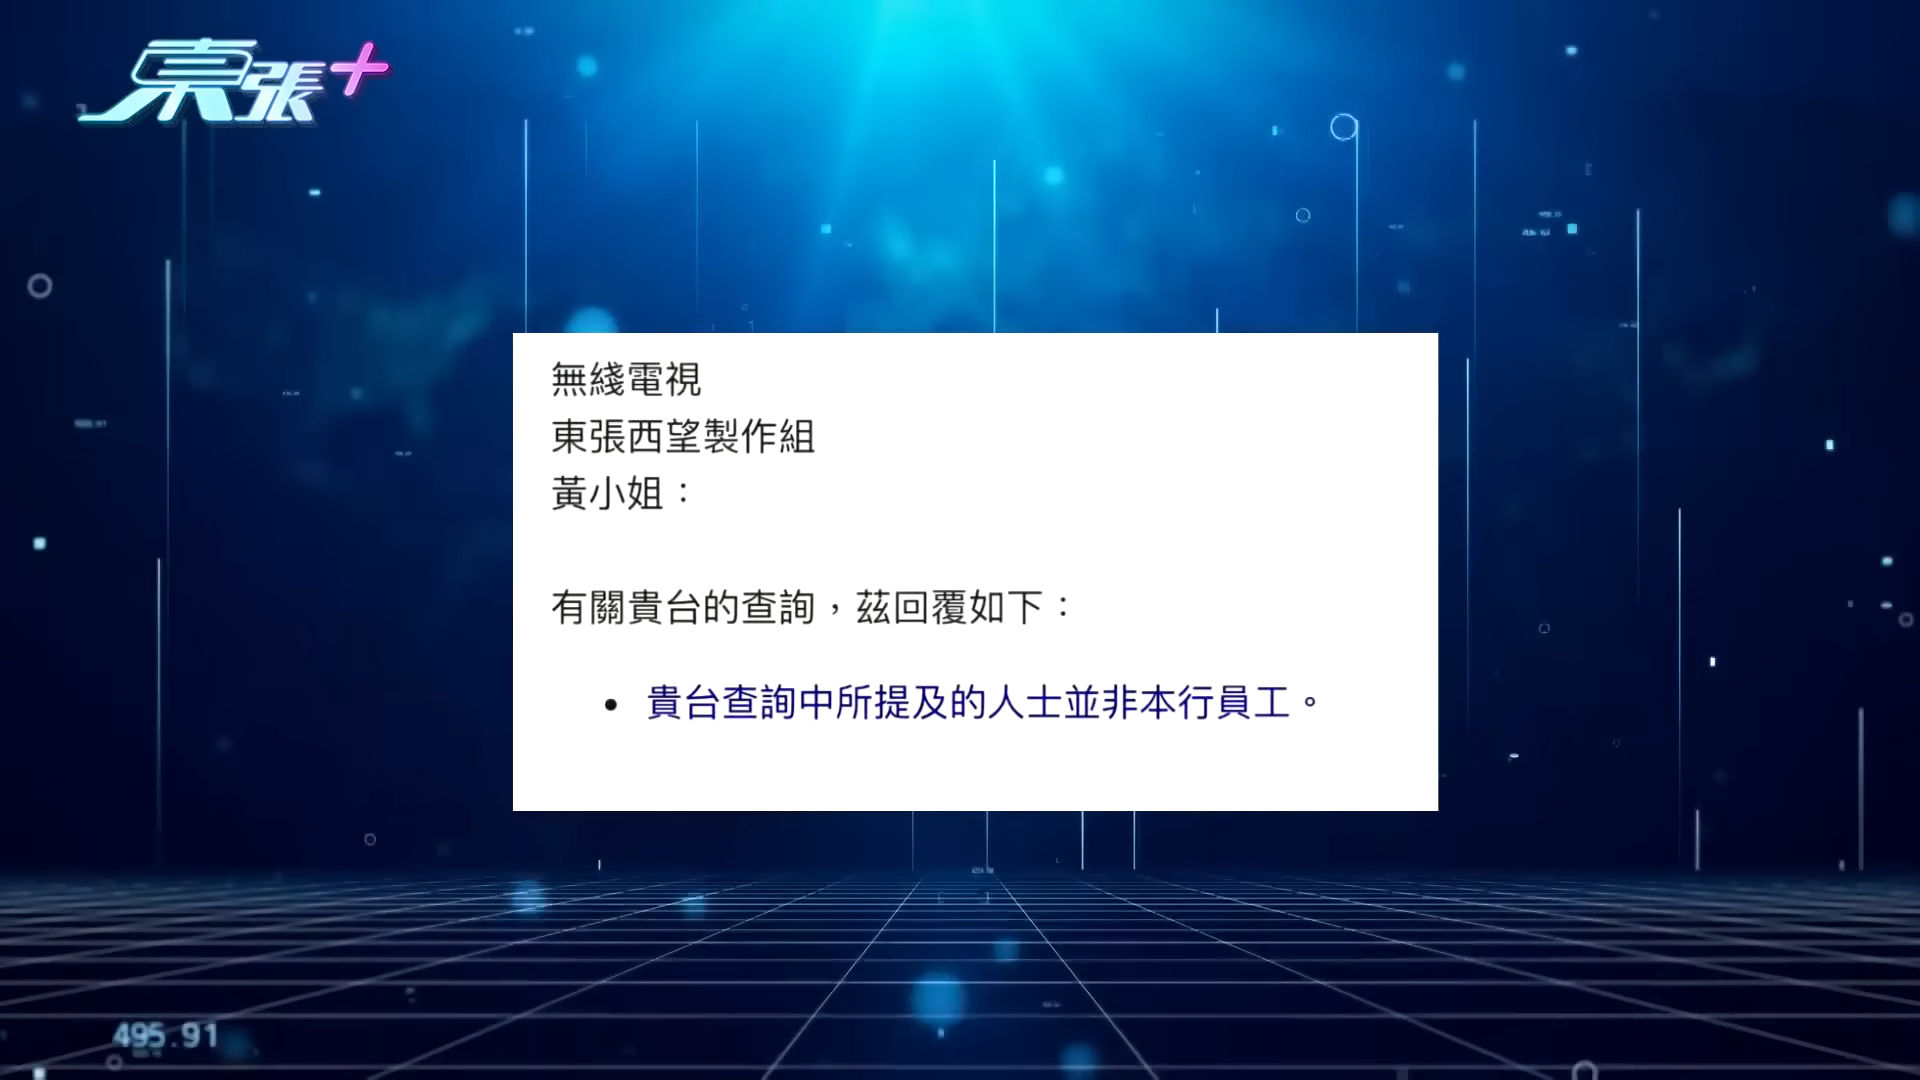 東張+
無綫電視
東張西望製作組
黃小姐：
有關貴台的查詢，茲回覆如下：
• 貴台查詢中所提及的人士並非本行員工。
495.91